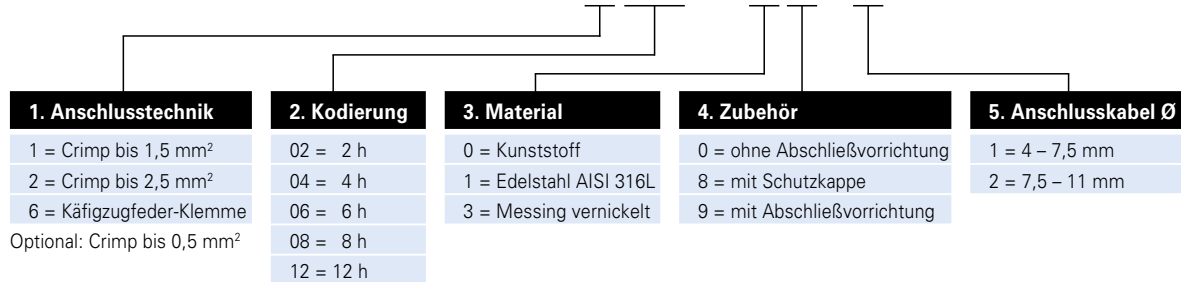 1. Anschlusstechnik
1 = Crimp bis 1,5 mm²
2 = Crimp bis 2,5 mm²
6 = Käfigzugfeder-Klemme
Optional: Crimp bis 0,5 mm²
2. Kodierung
02 = 2 h
04 = 4 h
06 = 6 h
08 = 8 h
12 = 12 h
3. Material
0 = Kunststoff
1 = Edelstahl AISI 316L
3 = Messing vernickelt
4. Zubehör
0 = ohne Abschließvorrichtung
8 = mit Schutzkappe
9 = mit Abschließvorrichtung
5. Anschlusskabel Ø
1 = 4 – 7,5 mm
2 = 7,5 – 11 mm